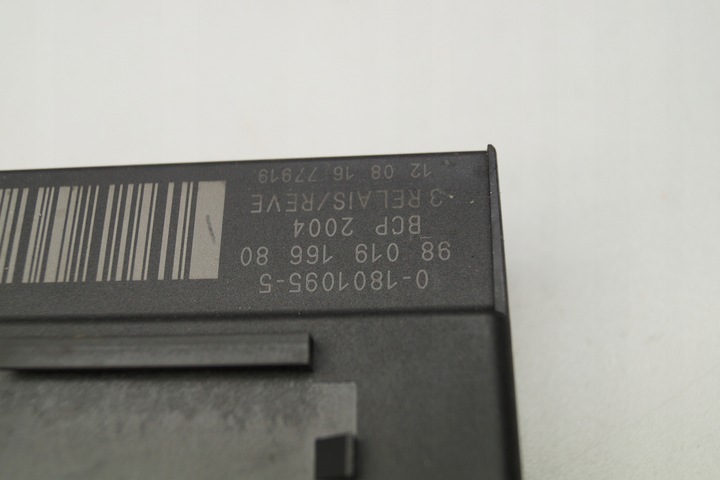 0-1801095-5
98 019 166 80
BCP 2004
3 RELAIS/REVE
12 08 16 77919